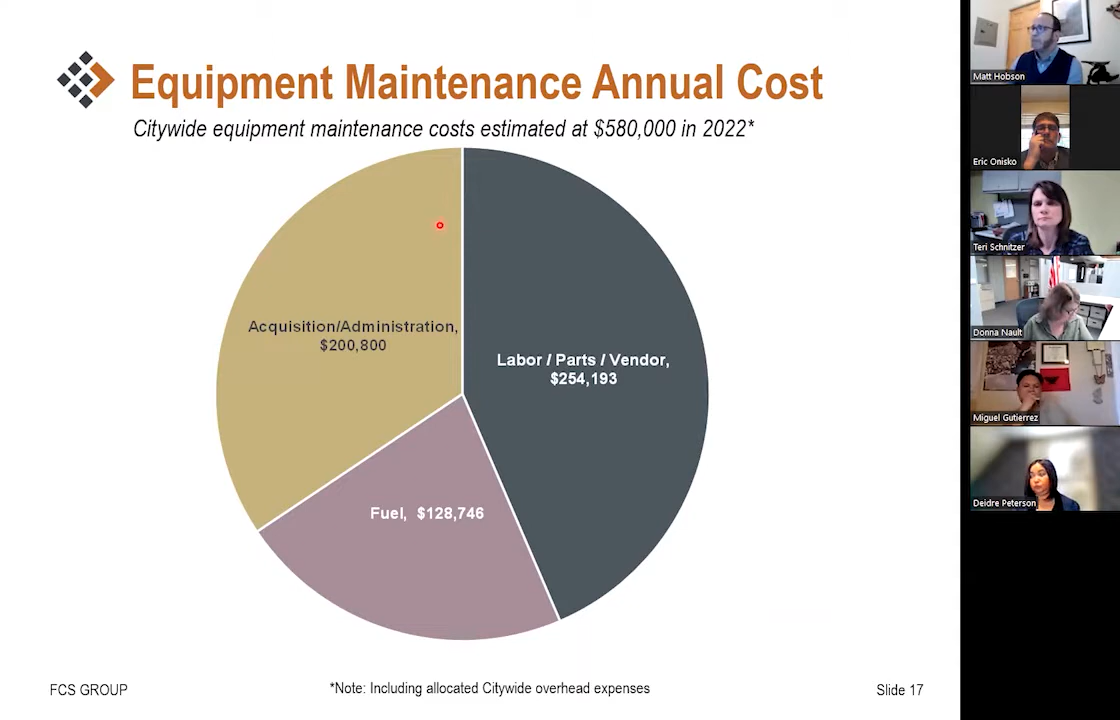 Equipment Maintenance Annual Cost
Citywide equipment maintenance costs estimated at $580,000 in 2022*
Acquisition/Administration,
$200,800
Labor / Parts / Vendor,
$254,193
Fuel, $128,746
FCS GROUP
*Note: Including allocated Citywide overhead expenses
Slide 17
Matt Hobson
Eric Onisko
Teri Schnitzer
Donna Nault
Miguel Gutierrez
Deidre Peterson